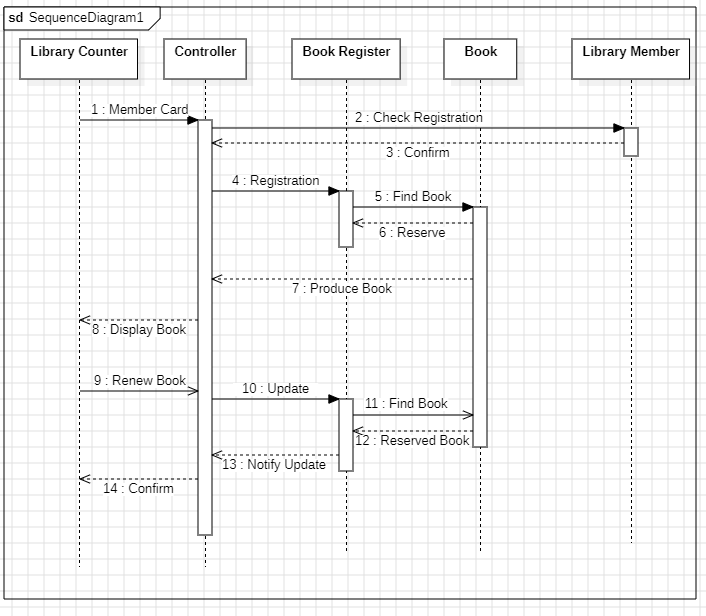 sd SequenceDiagram1
Library Counter
Controller
Book Register
Book
Library Member
1 : Member Card
2 : Check Registration
3 : Confirm
4 : Registration
5 : Find Book
6 : Reserve
7 : Produce Book
8 : Display Book
9 : Renew Book
10 : Update
11 : Find Book
12 : Reserved Book
13 : Notify Update
14 : Confirm